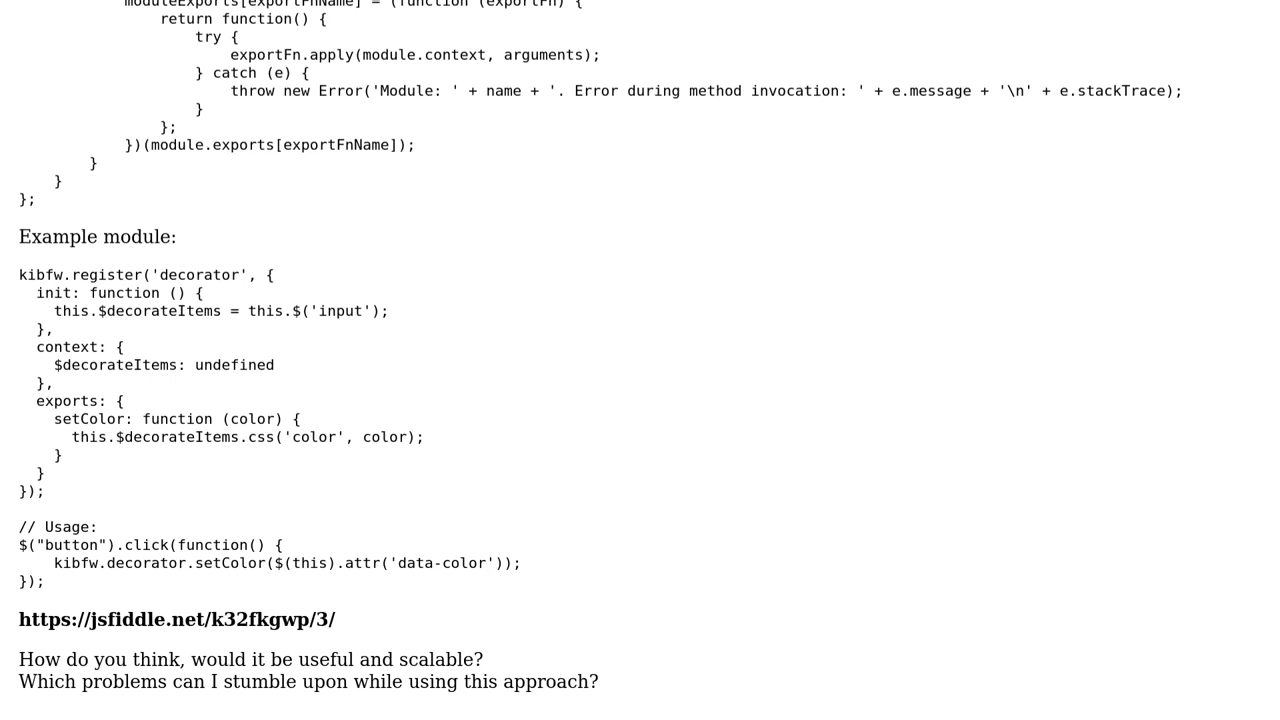 moduleExports[exportFnName] = (function (exportFn) {
return function() {
try {
exportFn.apply(module.context, arguments);
} catch (e) {
throw new Error('Module: ' + name + '. Error during method invocation: ' + e.message + '\n' + e.stackTrace);
}
};
})(module.exports[exportFnName]);
}
}
};
Example module:
kibfw.register('decorator', {
init: function () {
this.$decorateItems = this.$('input');
},
context: {
$decorateItems: undefined
},
exports: {
setColor: function (color) {
this.$decorateItems.css('color', color);
}
}
});
// Usage:
$("button").click(function() {
kibfw.decorator.setColor($(this).attr('data-color'));
});
https://jsfiddle.net/k32fkgwp/3/
How do you think, would it be useful and scalable?
Which problems can I stumble upon while using this approach?